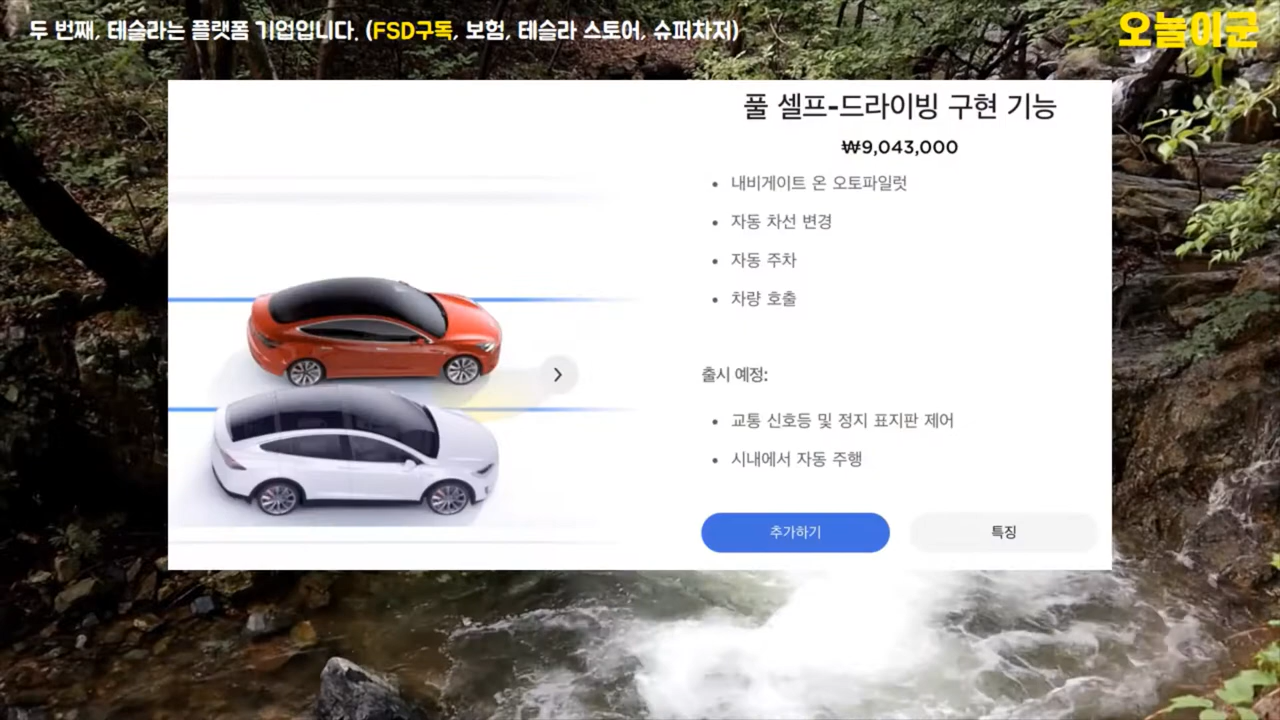 두 번째, 테슬라는 플랫폼 기업입니다. (FSD구독, 보험, 테슬라 스토어, 슈퍼차저)
오늘이군
풀 셀프-드라이빙 구현 기능
₩9,043,000
• 내비게이트 온 오토파일럿
• 자동 차선 변경
• 자동 주차
• 차량 호출
출시 예정:
• 교통 신호등 및 정지 표지판 제어
• 시내에서 자동 주행
추가하기
특징